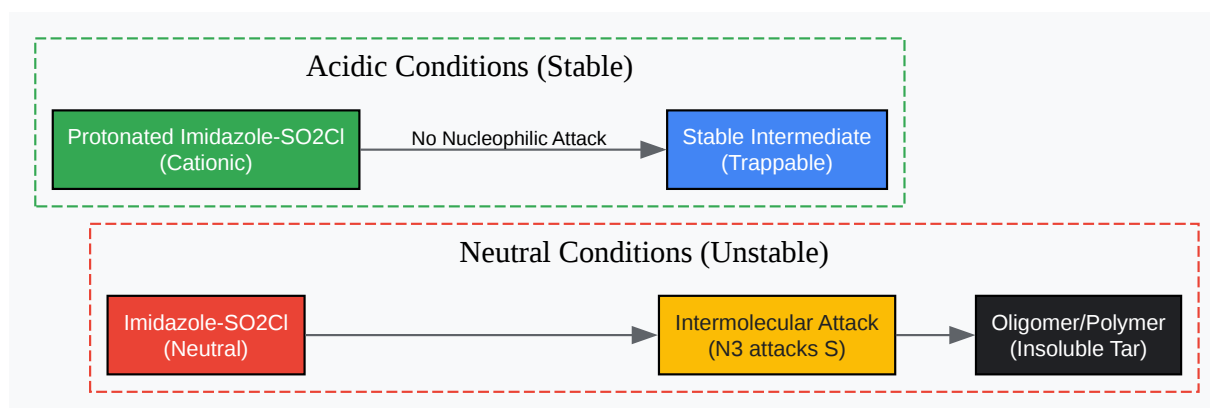 Acidic Conditions (Stable)
Protonated Imidazole-SO2Cl
(Cationic)
No Nucleophilic Attack
Stable Intermediate
(Trappable)
Neutral Conditions (Unstable)
Imidazole-SO2Cl
(Neutral)
Intermolecular Attack
(N3 attacks S)
Oligomer/Polymer
(Insoluble Tar)